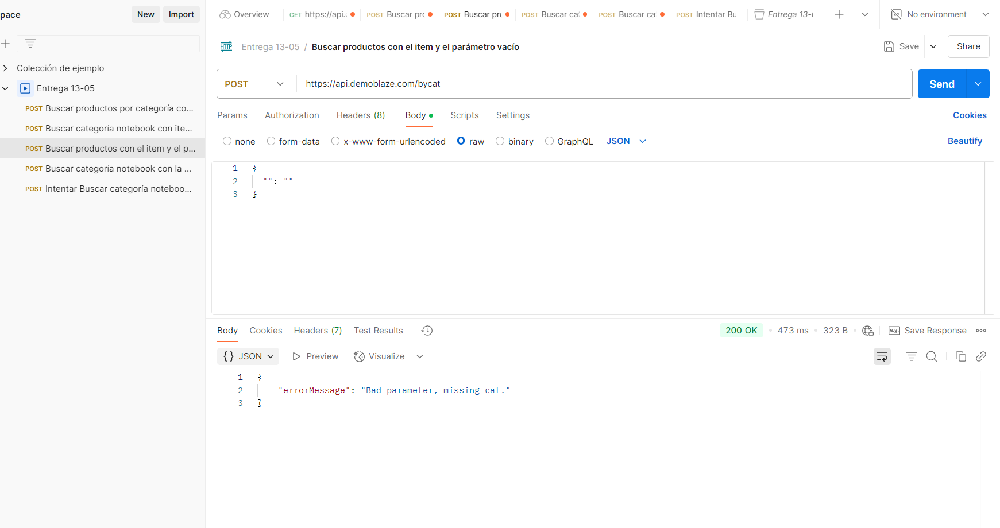 pace New Import
Overview GET https://api. POST Buscar pro POST Buscar pro POST Buscar ca POST Buscar ca POST Intentar Bu Entrega 13-0 No environment
HTTP Entrega 13-05 / Buscar productos con el item y el parámetro vacío Save Share
Colección de ejemplo
Entrega 13-05
POST Buscar productos por categoría co...
POST Buscar categoría notebook con ite...
POST Buscar productos con el item y el p...
POST Buscar categoría notebook con la ...
POST Intentar Buscar categoría noteboo...
POST https://api.demoblaze.com/bycat Send
Params Authorization Headers (8) Body Scripts Settings Cookies
none form-data x-www-form-urlencoded raw binary GraphQL JSON Beautify
1 {
2 "": ""
3 }
Body Cookies Headers (7) Test Results 200 OK 473 ms 323 B e.g. Save Response
{} JSON Preview Visualize
1 {
2 "errorMessage": "Bad parameter, missing cat."
3 }